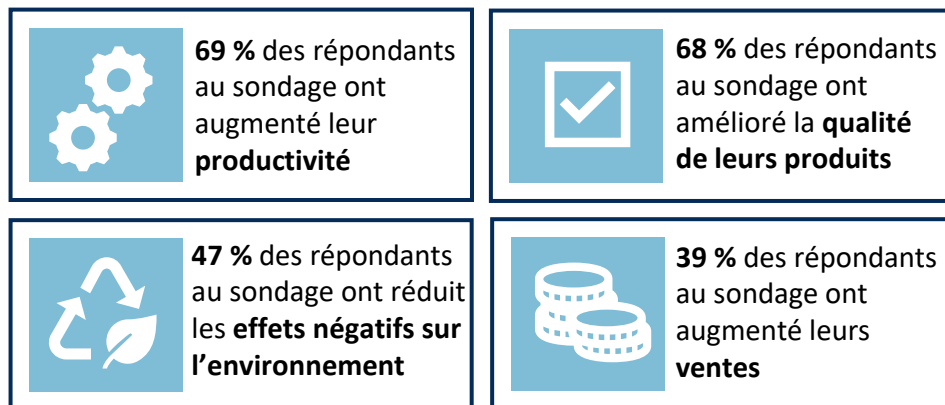 69 % des répondants
au sondage ont
augmenté leur
productivité
68 % des répondants
au sondage ont
amélioré la qualité
de leurs produits
47 % des répondants
au sondage ont réduit
les effets négatifs sur
l’environnement
39 % des répondants
au sondage ont
augmenté leurs
ventes